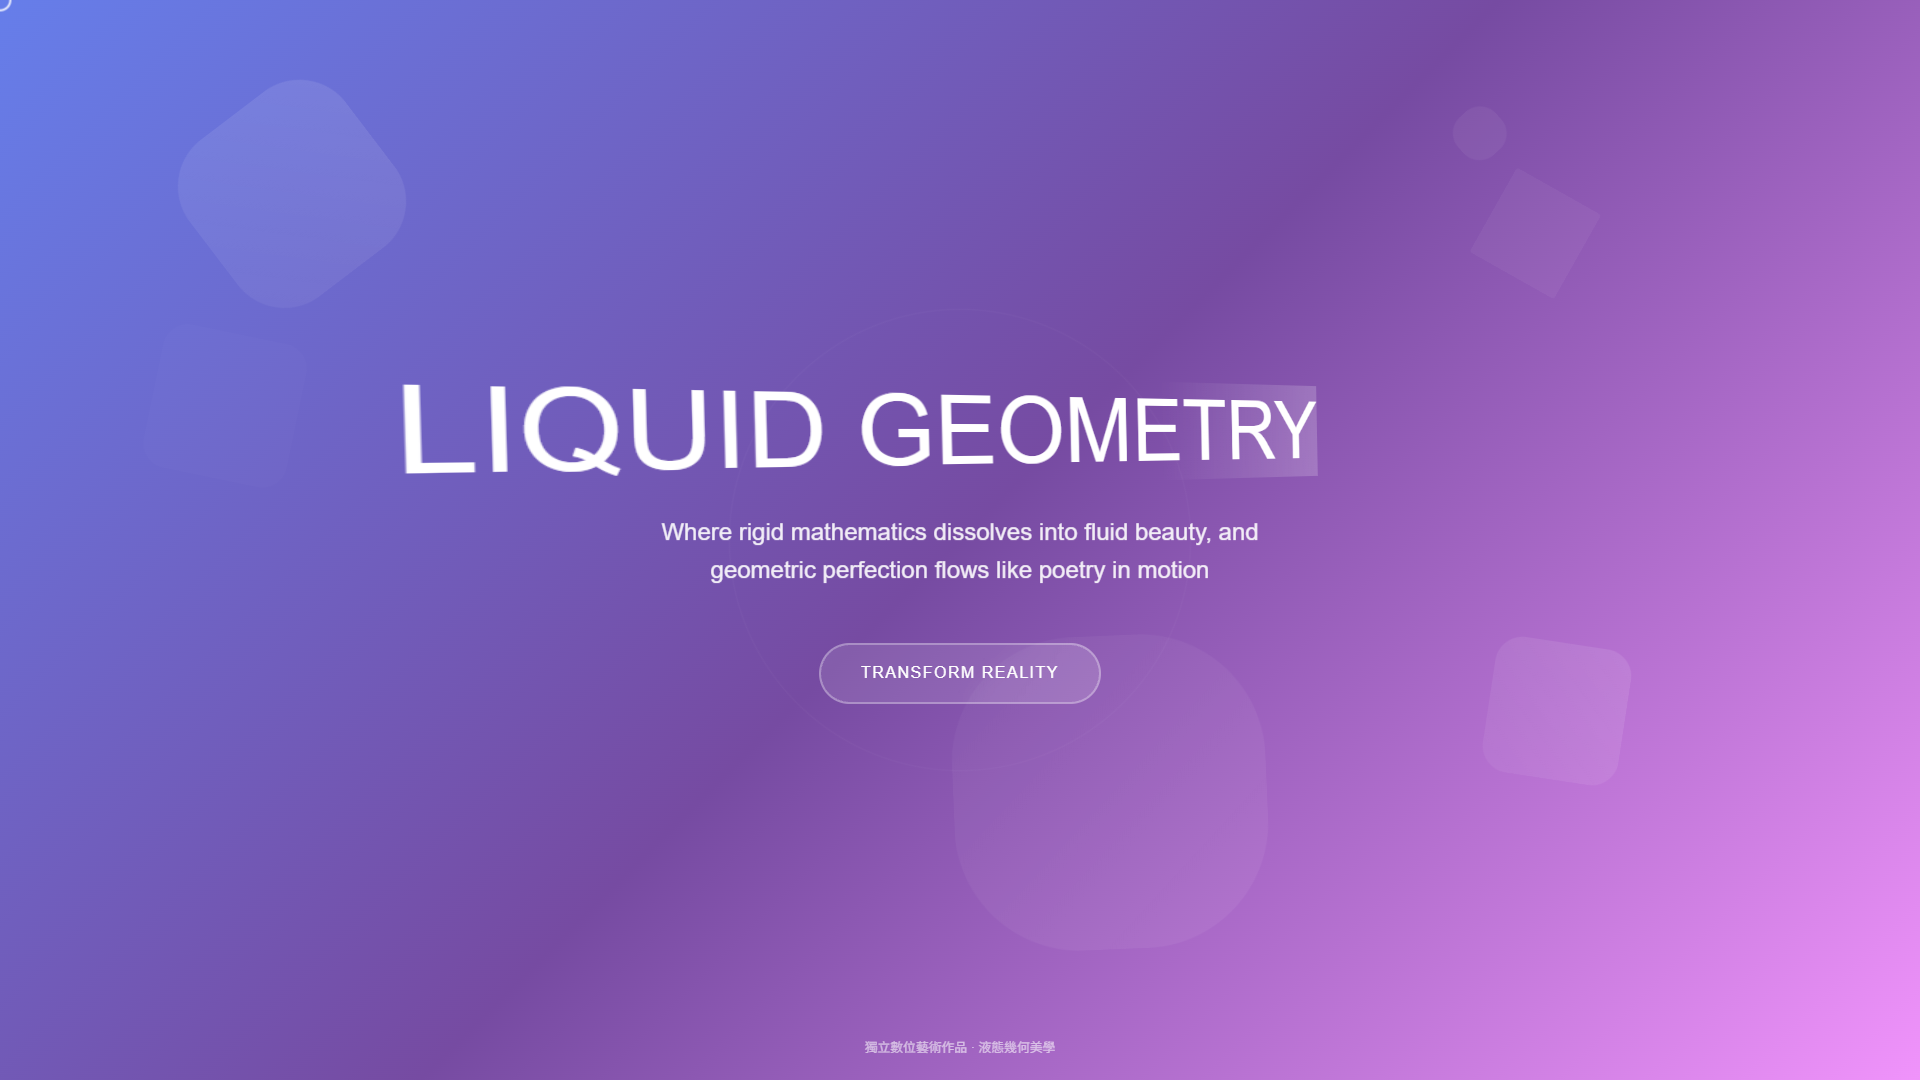 LIQUID GEOMETRY
Where rigid mathematics dissolves into fluid beauty, and
geometric perfection flows like poetry in motion
TRANSFORM REALITY
獨立數位藝術作品 · 液態幾何美學